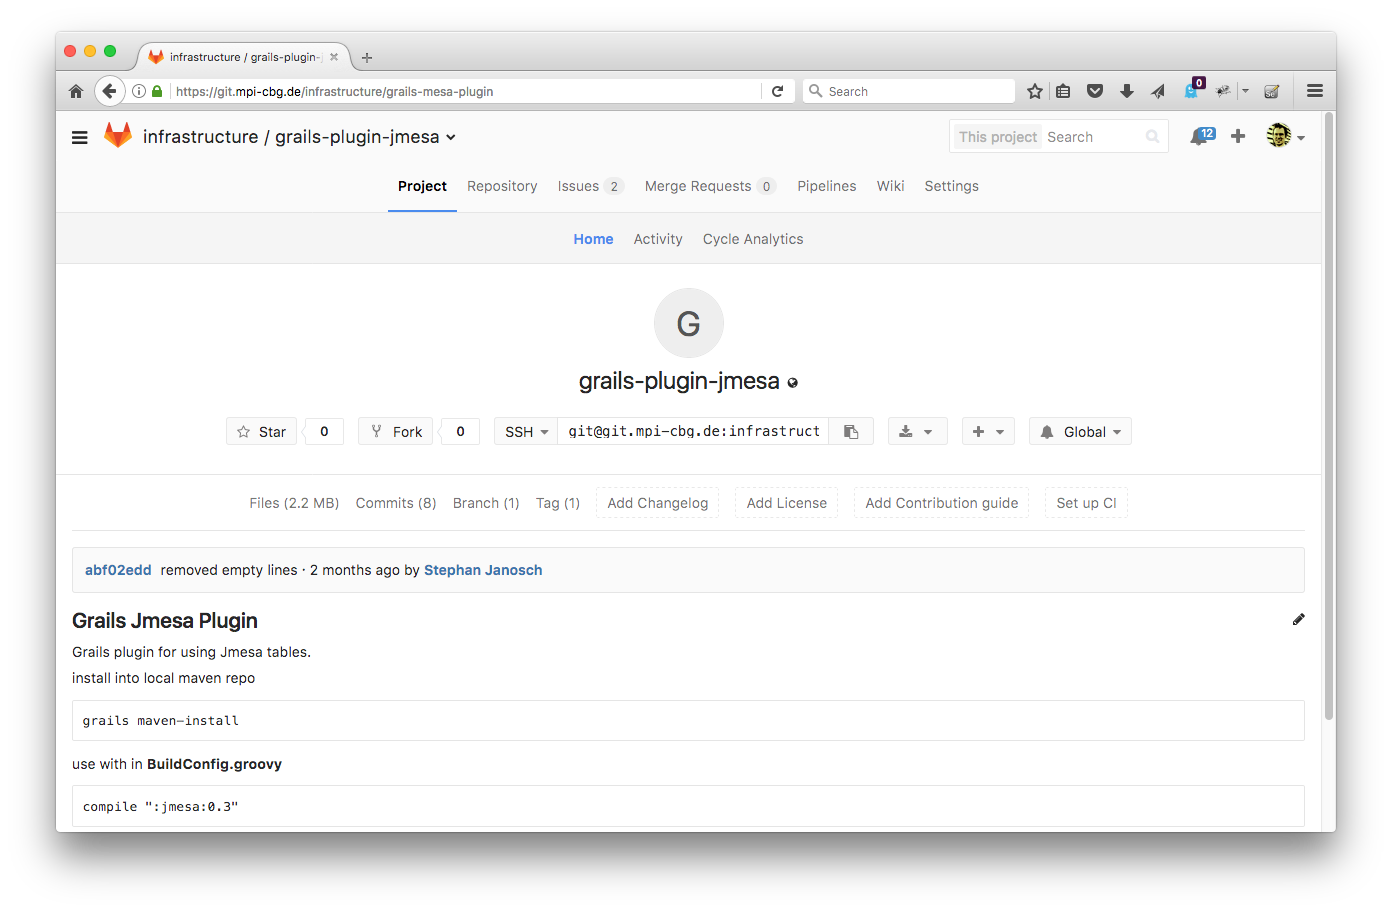 infrastructure / grails-plugin-j
https://git.mpi-cbg.de/infrastructure/grails-mesa-plugin
Search
0
infrastructure / grails-plugin-jmesa
This project Search
12
Project Repository Issues 2 Merge Requests 0 Pipelines Wiki Settings
Home Activity Cycle Analytics
G
grails-plugin-jmesa
Star 0 Fork 0 SSH git@git.mpi-cbg.de:infrastruct Global
Files (2.2 MB) Commits (8) Branch (1) Tag (1) Add Changelog Add License Add Contribution guide Set up CI
abf02edd removed empty lines · 2 months ago by Stephan Janosch
Grails Jmesa Plugin
Grails plugin for using Jmesa tables.
install into local maven repo
grails maven-install
use with in BuildConfig.groovy
compile ":jmesa:0.3"